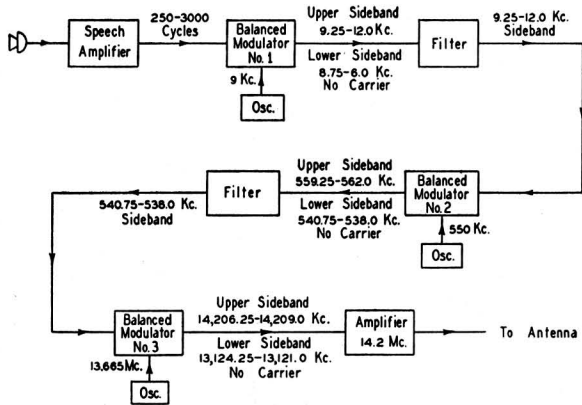 Speech
Amplifier
250-3000
Cycles
Balanced
Modulator
No. 1
9 Kc.
Osc.
Upper Sideband
9.25-12.0 Kc.
Lower Sideband
8.75-6.0 Kc.
No Carrier
Filter
9.25-12.0 Kc.
Sideband
Balanced
Modulator
No. 2
550 Kc.
Osc.
Upper Sideband
559.25-562.0 Kc.
Lower Sideband
540.75-538.0 Kc.
No Carrier
Filter
540.75-538.0 Kc.
Sideband
Balanced
Modulator
No. 3
13.665 Mc.
Osc.
Upper Sideband
14,206.25-14,209.0 Kc.
Lower Sideband
13,124.25-13,121.0 Kc.
No Carrier
Amplifier
14.2 Mc.
To Antenna